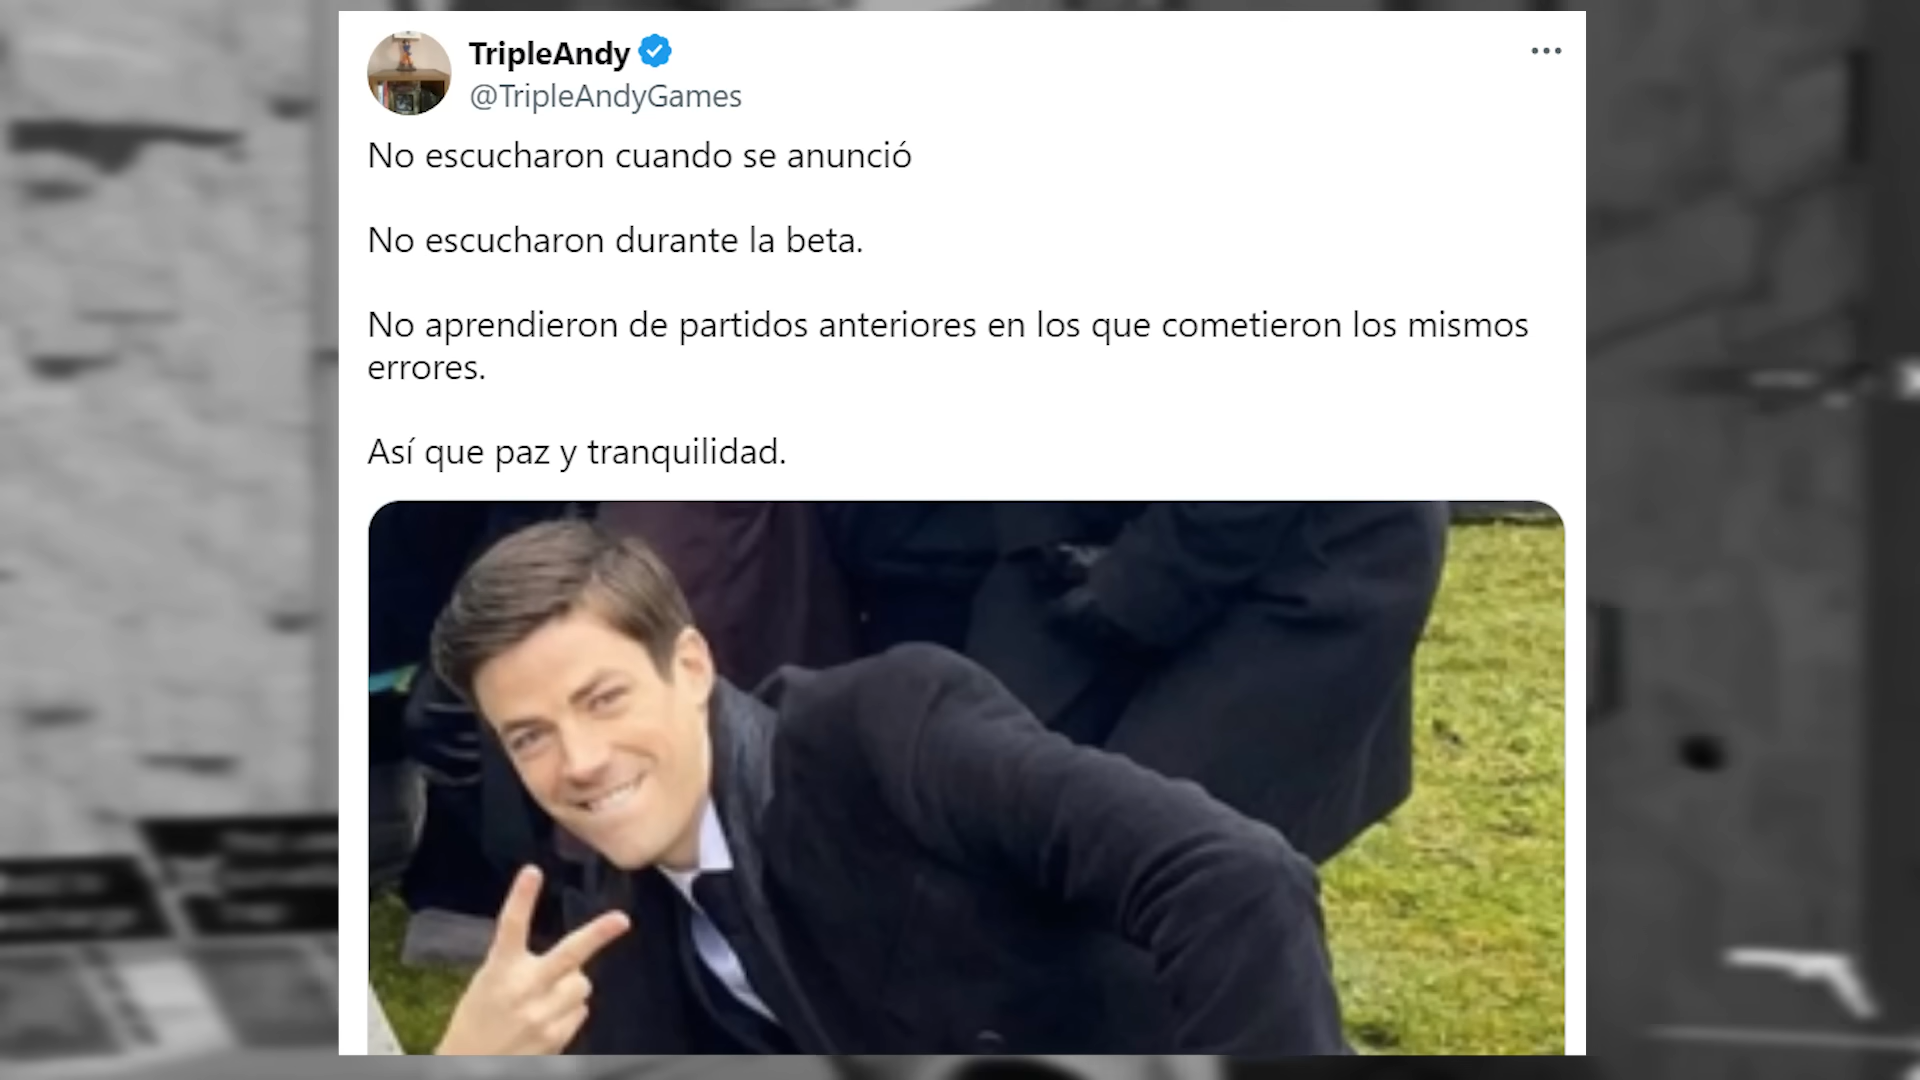 TripleAndy
@TripleAndyGames
No escucharon cuando se anunció
No escucharon durante la beta.
No aprendieron de partidos anteriores en los que cometieron los mismos
errores.
Así que paz y tranquilidad.